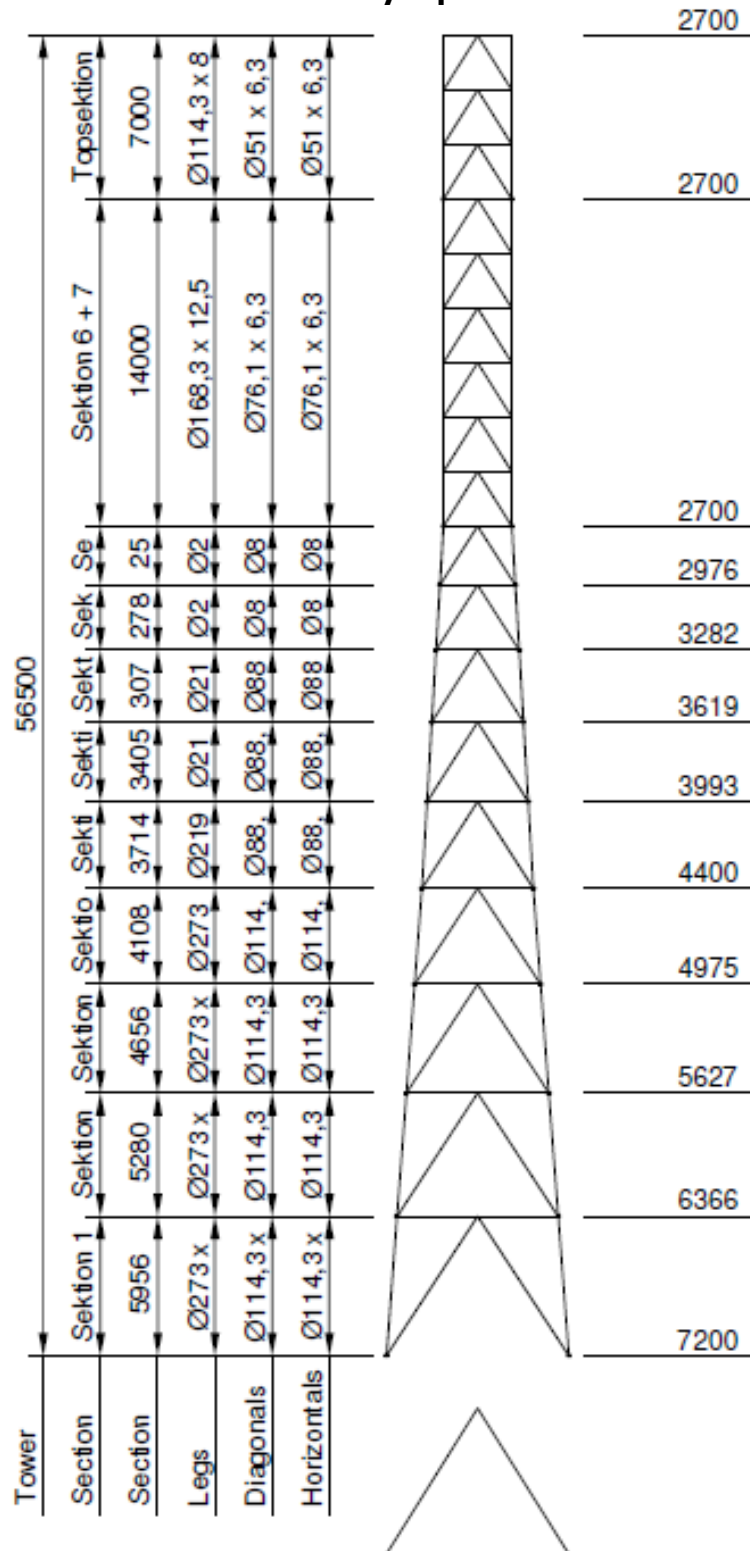 2700
Topsektion
7000
Ø114,3 x 8
Ø51 x 6,3
Ø51 x 6,3
2700
Sektion 6 + 7
14000
Ø168,3 x 12,5
Ø76,1 x 6,3
Ø76,1 x 6,3
2700
Se
25
Ø2
Ø8
Ø8
2976
Sek
278
Ø2
Ø8
Ø8
3282
56500
Sekt
307
Ø21
Ø88
Ø88
3619
Sekti
3405
Ø21
Ø88,
Ø88,
3993
Sekti
3714
Ø219
Ø88,
Ø88,
4400
Sektio
4108
Ø273
Ø114,
Ø114,
4975
Sektion
4656
Ø273 x
Ø114,3
Ø114,3
5627
Sektion
5280
Ø273 x
Ø114,3
Ø114,3
6366
Sektion 1
5956
Ø273 x
Ø114,3 x
Ø114,3 x
7200
Tower
Section
Section
Legs
Diagonals
Horizontals